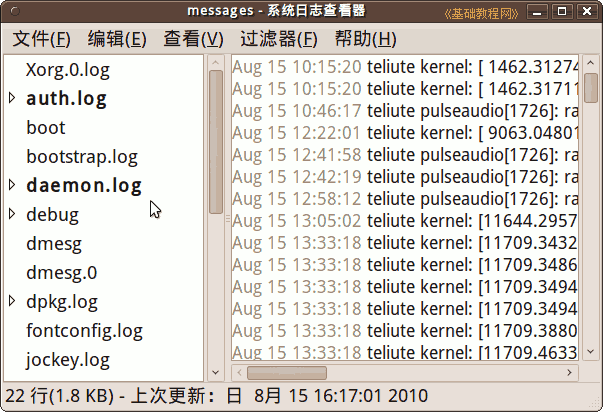 messages - 系统日志查看器
《基础教程网》
文件(F) 编辑(E) 查看(V) 过滤器(F) 帮助(H)
Xorg.0.log
auth.log
boot
bootstrap.log
daemon.log
debug
dmesg
dmesg.0
dpkg.log
fontconfig.log
jockey.log
Aug 15 10:15:20 teliute kernel: [ 1462.31274
Aug 15 10:15:20 teliute kernel: [ 1462.31711
Aug 15 10:46:17 teliute pulseaudio[1726]: ra
Aug 15 12:22:01 teliute kernel: [ 9063.04801
Aug 15 12:41:58 teliute pulseaudio[1726]: ra
Aug 15 12:42:19 teliute pulseaudio[1726]: ra
Aug 15 12:58:12 teliute pulseaudio[1726]: ra
Aug 15 13:05:02 teliute kernel: [11644.2957
Aug 15 13:33:18 teliute kernel: [11709.3432
Aug 15 13:33:18 teliute kernel: [11709.3486
Aug 15 13:33:18 teliute kernel: [11709.3494
Aug 15 13:33:18 teliute kernel: [11709.3494
Aug 15 13:33:18 teliute kernel: [11709.3880
Aug 15 13:33:18 teliute kernel: [11709.4633
22 行(1.8 KB) - 上次更新：日 8月 15 16:17:01 2010